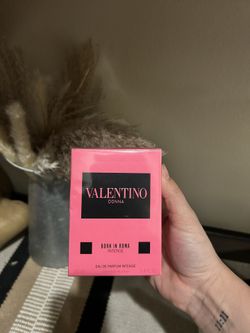 VALENTINO
DONNA
BORN IN ROMA
INTENSE
EAU DE PARFUM INTENSE